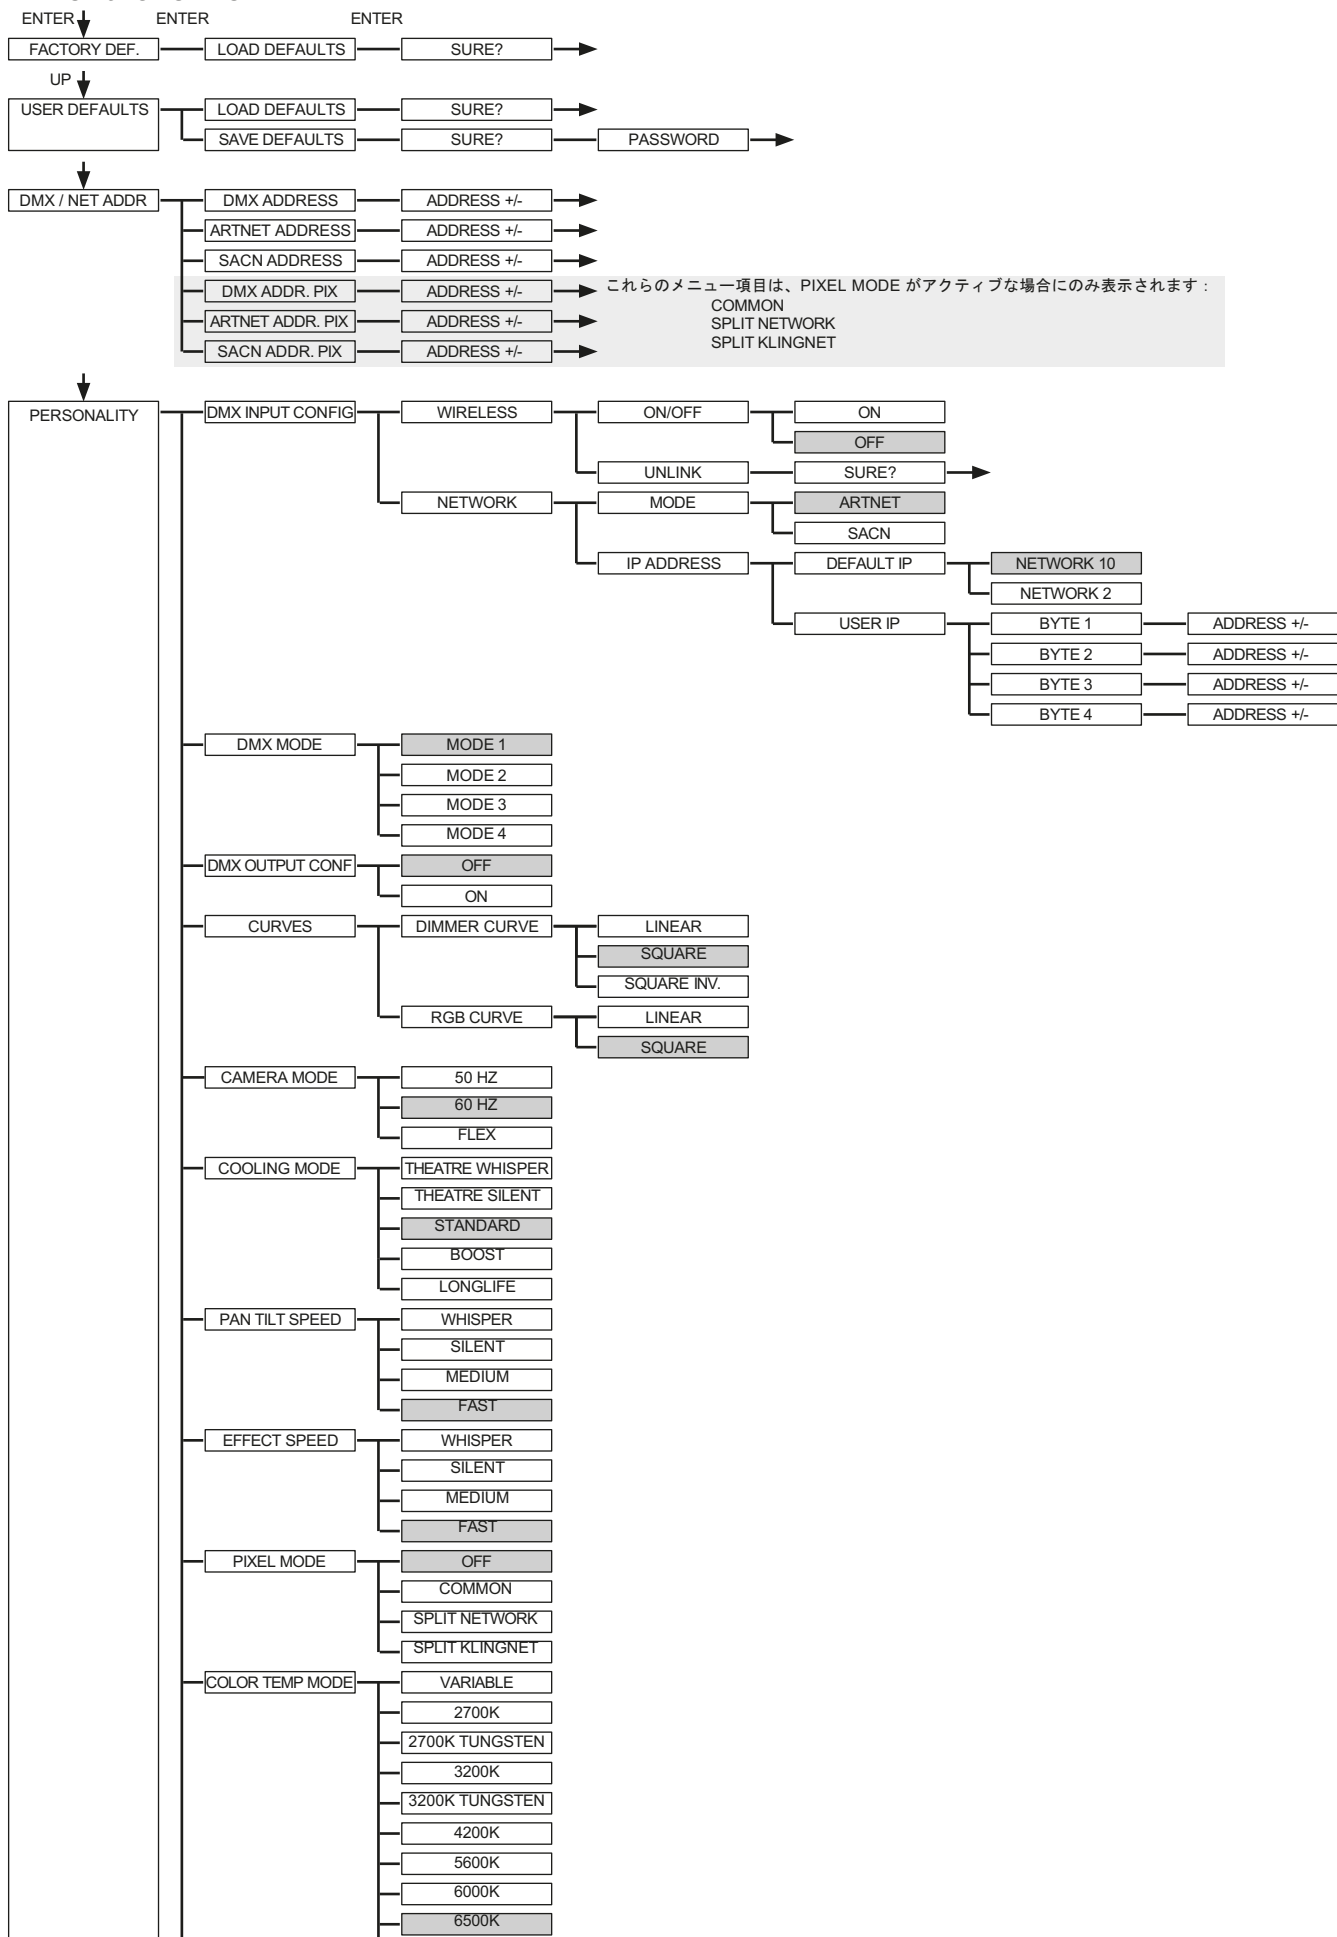 ENTER ENTER ENTER
FACTORY DEF. LOAD DEFAULTS SURE?
UP
USER DEFAULTS LOAD DEFAULTS SURE?
SAVE DEFAULTS SURE? PASSWORD
DMX / NET ADDR DMX ADDRESS ADDRESS +/-
ARTNET ADDRESS ADDRESS +/-
SACN ADDRESS ADDRESS +/-
DMX ADDR. PIX ADDRESS +/- これらのメニュー項目は、PIXEL MODE がアクティブな場合にのみ表示されます：
COMMON
ARTNET ADDR. PIX ADDRESS +/- SPLIT NETWORK
SPLIT KLINGNET
SACN ADDR. PIX ADDRESS +/-
PERSONALITY DMX INPUT CONFIG WIRELESS ON/OFF ON
OFF
UNLINK SURE?
NETWORK MODE ARTNET
SACN
IP ADDRESS DEFAULT IP NETWORK 10
NETWORK 2
USER IP BYTE 1 ADDRESS +/-
BYTE 2 ADDRESS +/-
BYTE 3 ADDRESS +/-
BYTE 4 ADDRESS +/-
DMX MODE MODE 1
MODE 2
MODE 3
MODE 4
DMX OUTPUT CONF OFF
ON
CURVES DIMMER CURVE LINEAR
SQUARE
SQUARE INV.
RGB CURVE LINEAR
SQUARE
CAMERA MODE 50 HZ
60 HZ
FLEX
COOLING MODE THEATRE WHISPER
THEATRE SILENT
STANDARD
BOOST
LONGLIFE
PAN TILT SPEED WHISPER
SILENT
MEDIUM
FAST
EFFECT SPEED WHISPER
SILENT
MEDIUM
FAST
PIXEL MODE OFF
COMMON
SPLIT NETWORK
SPLIT KLINGNET
COLOR TEMP MODE VARIABLE
2700K
2700K TUNGSTEN
3200K
3200K TUNGSTEN
4200K
5600K
6000K
6500K